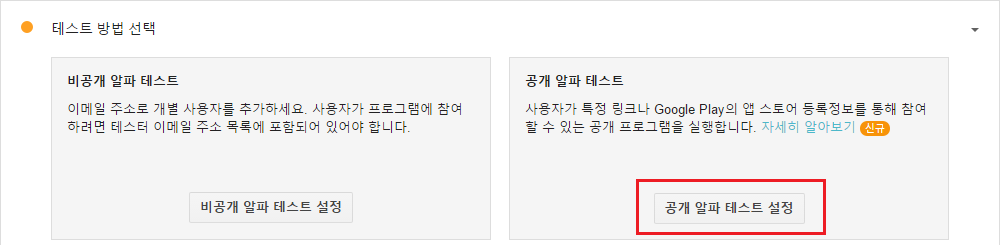 테스트 방법 선택
비공개 알파 테스트
이메일 주소로 개별 사용자를 추가하세요. 사용자가 프로그램에 참여
하려면 테스터 이메일 주소 목록에 포함되어 있어야 합니다.
비공개 알파 테스트 설정
공개 알파 테스트
사용자가 특정 링크나 Google Play의 앱 스토어 등록정보를 통해 참여
할 수 있는 공개 프로그램을 실행합니다. 자세히 알아보기 신규
공개 알파 테스트 설정